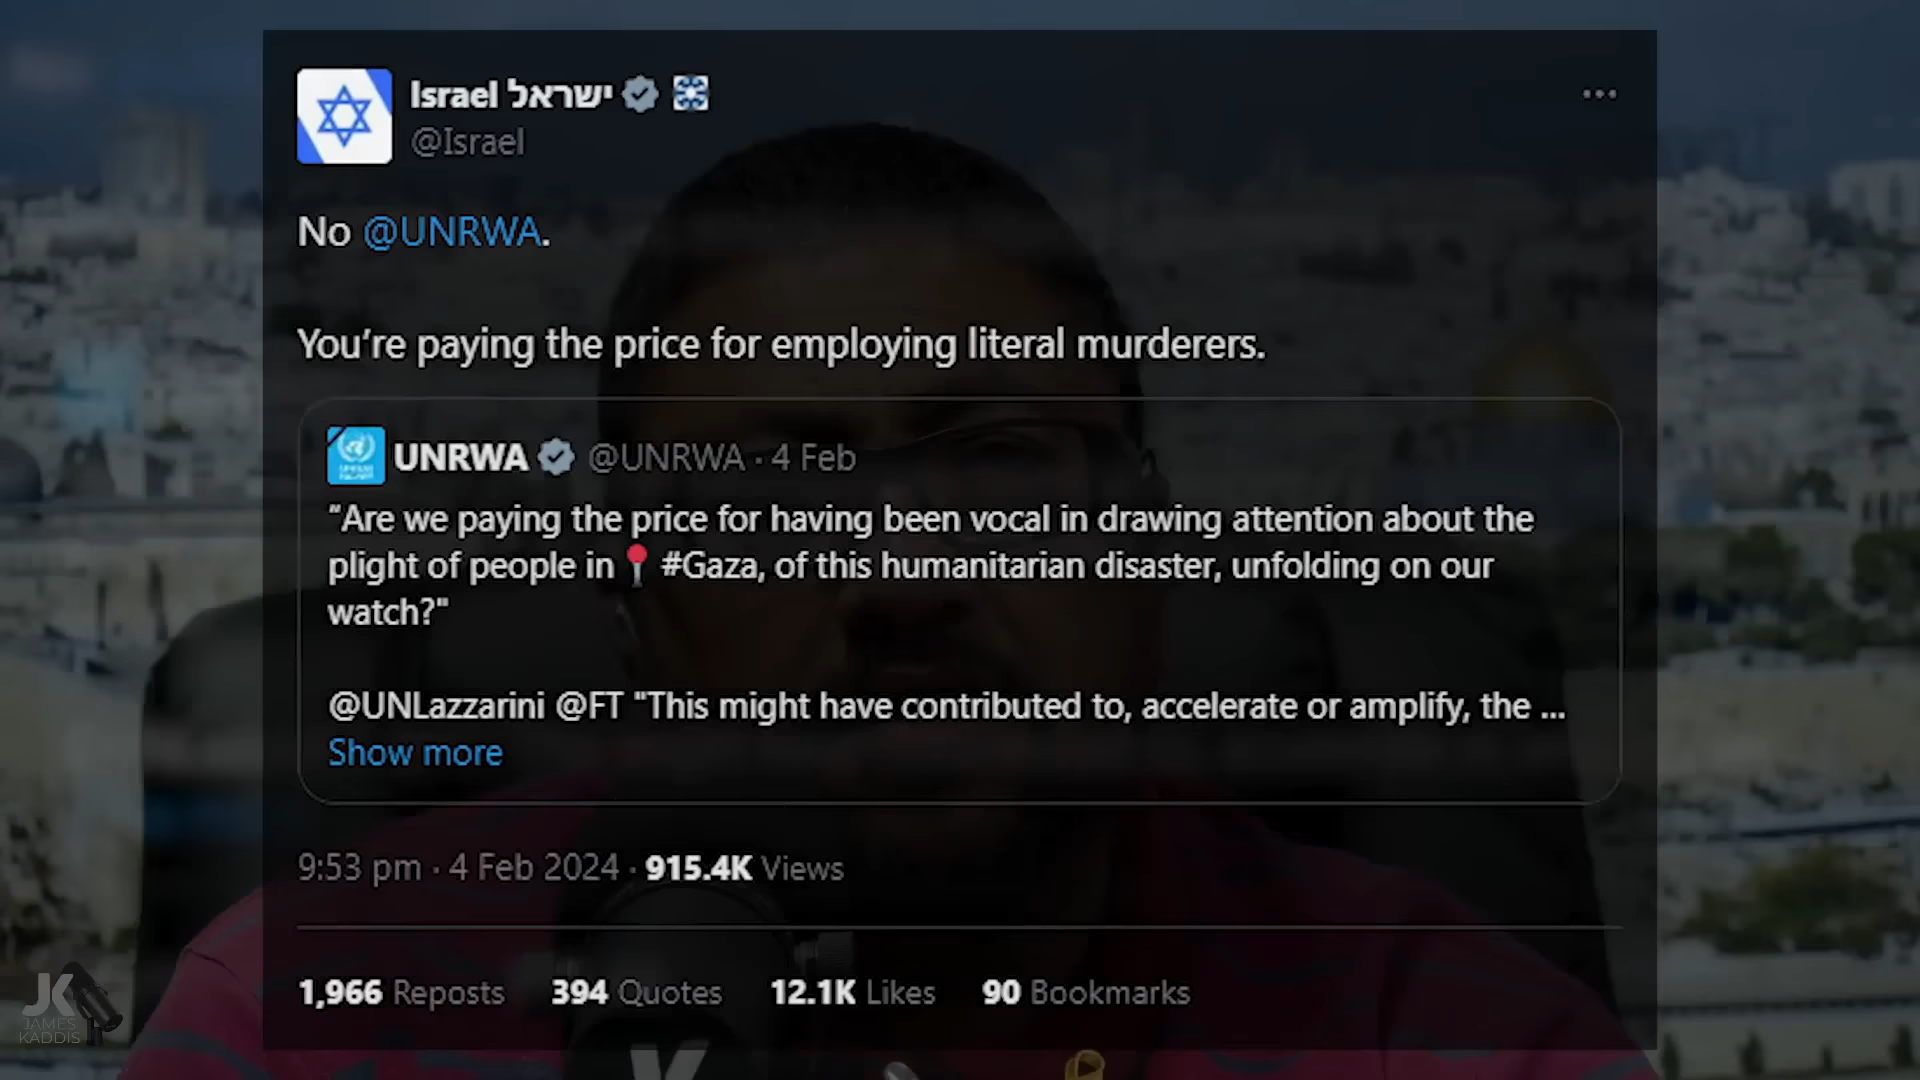 Israel ישראל
@Israel
No @UNRWA.
You're paying the price for employing literal murderers.
UNRWA @UNRWA · 4 Feb
"Are we paying the price for having been vocal in drawing attention about the
plight of people in 📍 #Gaza, of this humanitarian disaster, unfolding on our
watch?"
@UNLazzarini @FT "This might have contributed to, accelerate or amplify, the ...
Show more
9:53 pm · 4 Feb 2024 · 915.4K Views
1,966 Reposts 394 Quotes 12.1K Likes 90 Bookmarks
JK
JAMES
KADDIS